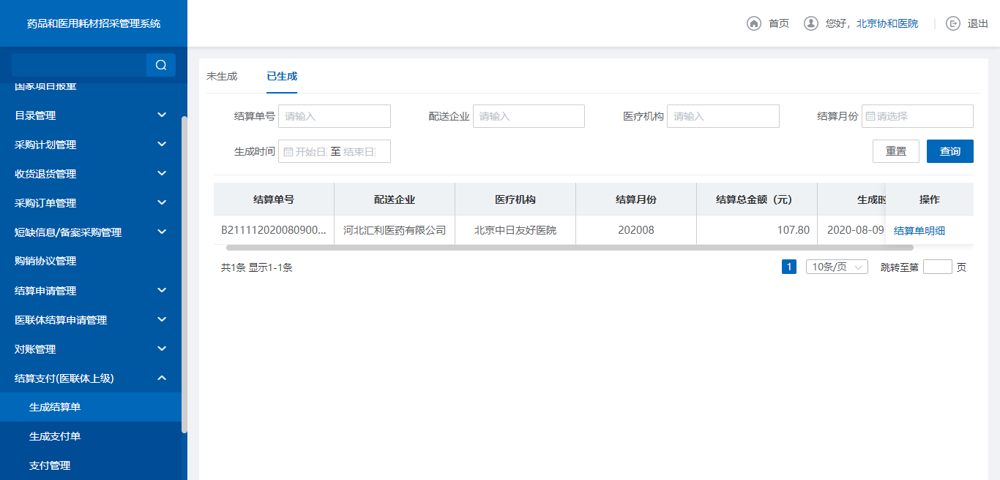 药品和医用耗材招采管理系统
首页
您好，北京协和医院
退出
国家项目报量
目录管理
采购计划管理
收货退货管理
采购订单管理
短缺信息/备案采购管理
购销协议管理
结算申请管理
医联体结算申请管理
对账管理
结算支付(医联体上级)
生成结算单
生成支付单
支付管理
未生成 已生成
结算单号 请输入 配送企业 请输入 医疗机构 请输入 结算月份 请选择
生成时间 开始日 至 结束日 重置 查询
结算单号 配送企业 医疗机构 结算月份 结算总金额（元） 生成时 操作
B211112020080900... 河北汇利医药有限公司 北京中日友好医院 202008 107.80 2020-08-09 结算单明细
共1条 显示1-1条 1 10条/页 跳转至第 页